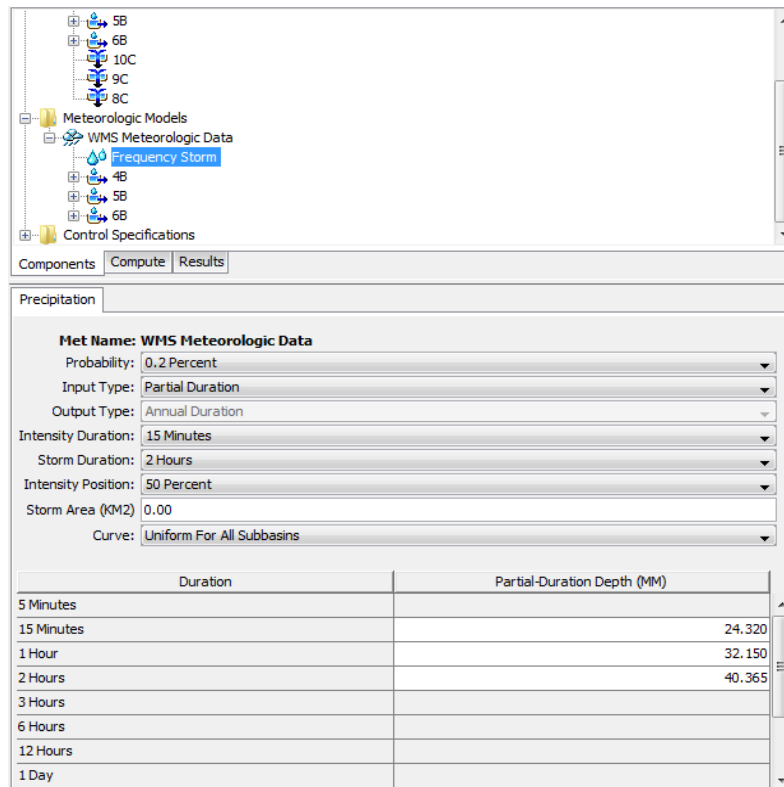 5B
6B
10C
9C
8C
Meteorologic Models
WMS Meteorologic Data
Frequency Storm
4B
5B
6B
Control Specifications
Components Compute Results
Precipitation
Met Name: WMS Meteorologic Data
Probability: 0.2 Percent
Input Type: Partial Duration
Output Type: Annual Duration
Intensity Duration: 15 Minutes
Storm Duration: 2 Hours
Intensity Position: 50 Percent
Storm Area (KM2) 0.00
Curve: Uniform For All Subbasins
Duration Partial-Duration Depth (MM)
5 Minutes
15 Minutes 24.320
1 Hour 32.150
2 Hours 40.365
3 Hours
6 Hours
12 Hours
1 Day